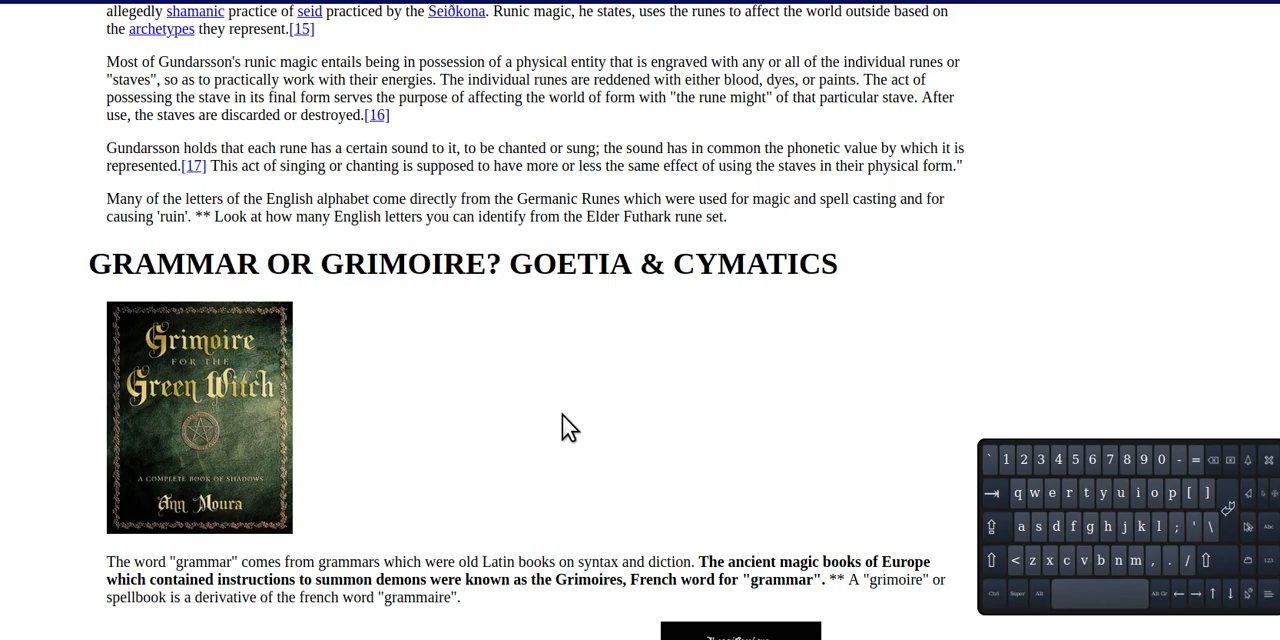 allegedly shamanic practice of seid practiced by the Seiðkona. Runic magic, he states, uses the runes to affect the world outside based on
the archetypes they represent.[15]
Most of Gundarsson's runic magic entails being in possession of a physical entity that is engraved with any or all of the individual runes or
"staves", so as to practically work with their energies. The individual runes are reddened with either blood, dyes, or paints. The act of
possessing the stave in its final form serves the purpose of affecting the world of form with "the rune might" of that particular stave. After
use, the staves are discarded or destroyed.[16]
Gundarsson holds that each rune has a certain sound to it, to be chanted or sung; the sound has in common the phonetic value by which it is
represented.[17] This act of singing or chanting is supposed to have more or less the same effect of using the staves in their physical form."
Many of the letters of the English alphabet come directly from the Germanic Runes which were used for magic and spell casting and for
causing 'ruin'. ** Look at how many English letters you can identify from the Elder Futhark rune set.
GRAMMAR OR GRIMOIRE? GOETIA & CYMATICS
Grimoire
FOR THE
Green Witch
A COMPLETE BOOK OF SHADOWS
Ann Moura
The word "grammar" comes from grammars which were old Latin books on syntax and diction. The ancient magic books of Europe
which contained instructions to summon demons were known as the Grimoires, French word for "grammar". ** A "grimoire" or
spellbook is a derivative of the french word "grammaire".
` 1 2 3 4 5 6 7 8 9 0 - =
q w e r t y u i o p [ ]
a s d f g h j k l ; ' \ Abc
< z x c v b n m , . / 123
Ctrl Super Alt Alt Gr